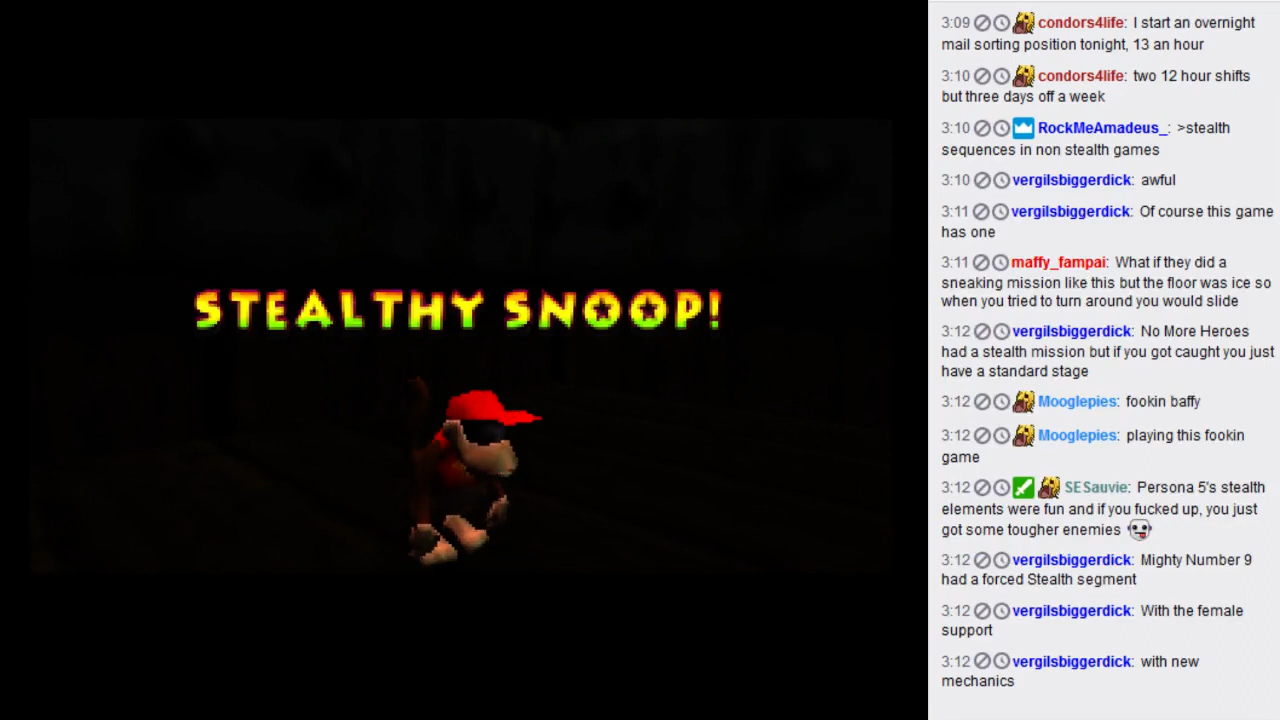 STEALTHY SNOOP!
3:09 condors4life: I start an overnight
mail sorting position tonight, 13 an hour
3:10 condors4life: two 12 hour shifts
but three days off a week
3:10 RockMeAmadeus_: >stealth
sequences in non stealth games
3:10 vergilsbiggerdick: awful
3:11 vergilsbiggerdick: Of course this game
has one
3:11 maffy_fampai: What if they did a
sneaking mission like this but the floor was ice so
when you tried to turn around you would slide
3:12 vergilsbiggerdick: No More Heroes
had a stealth mission but if you got caught you just
have a standard stage
3:12 Mooglepies: fookin baffy
3:12 Mooglepies: playing this fookin
game
3:12 SESauvie: Persona 5's stealth
elements were fun and if you fucked up, you just
got some tougher enemies
3:12 vergilsbiggerdick: Mighty Number 9
had a forced Stealth segment
3:12 vergilsbiggerdick: With the female
support
3:12 vergilsbiggerdick: with new
mechanics